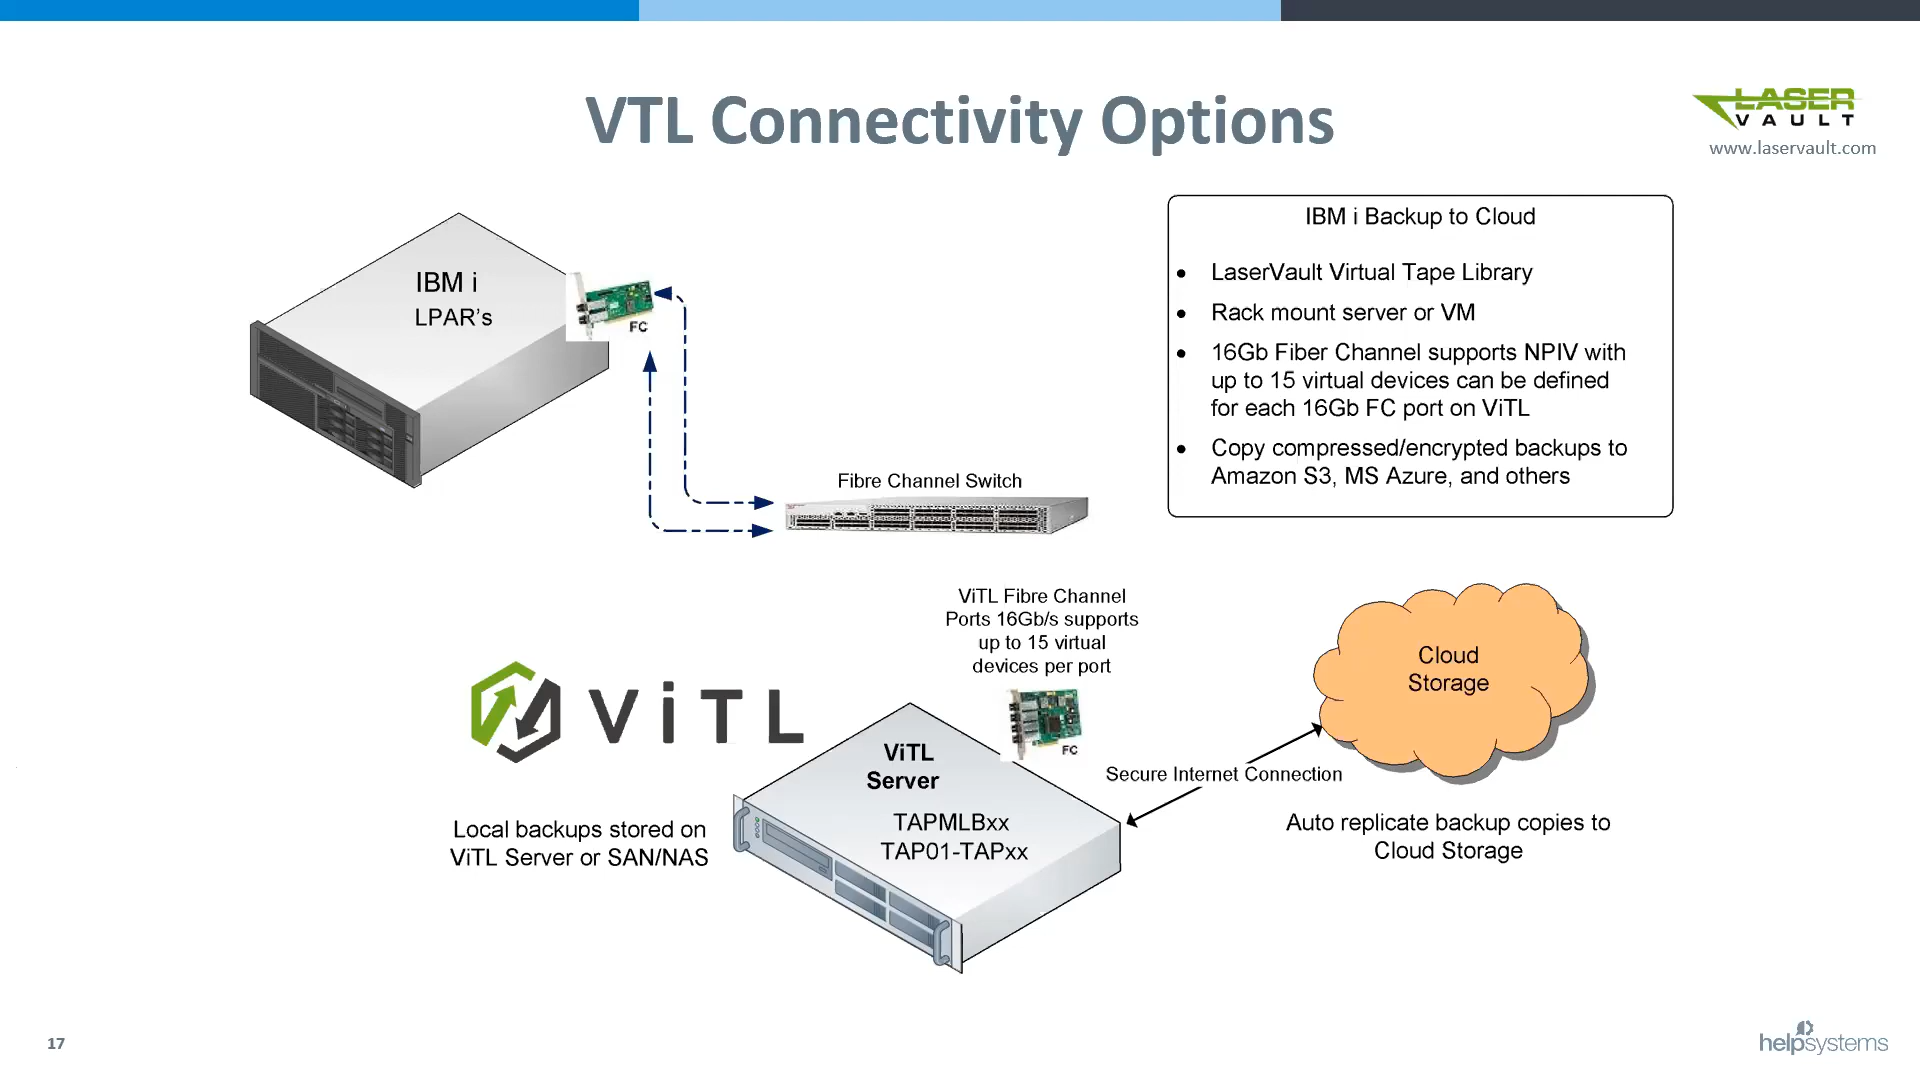 VTL Connectivity Options
LASER
VAULT
www.laservault.com
IBM i
LPAR’s
FC
IBM i Backup to Cloud
• LaserVault Virtual Tape Library
• Rack mount server or VM
• 16Gb Fiber Channel supports NPIV with
up to 15 virtual devices can be defined
for each 16Gb FC port on ViTL
• Copy compressed/encrypted backups to
Amazon S3, MS Azure, and others
Fibre Channel Switch
ViTL Fibre Channel
Ports 16Gb/s supports
up to 15 virtual
devices per port
FC
Cloud
Storage
ViTL
ViTL
Server
TAPMLBxx
TAP01-TAPxx
Secure Internet Connection
Local backups stored on
ViTL Server or SAN/NAS
Auto replicate backup copies to
Cloud Storage
17
helpsystems